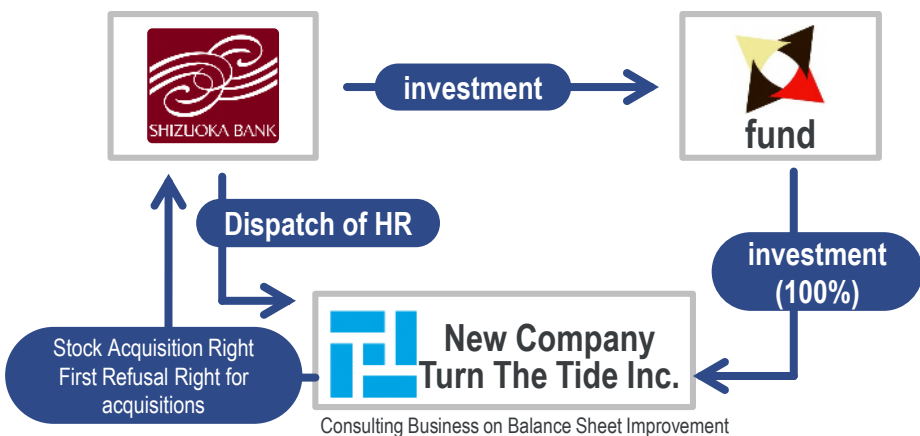 SHIZUOKA BANK
investment
fund
Dispatch of HR
investment
(100%)
Stock Acquisition Right
First Refusal Right for
acquisitions
New Company
Turn The Tide Inc.
Consulting Business on Balance Sheet Improvement